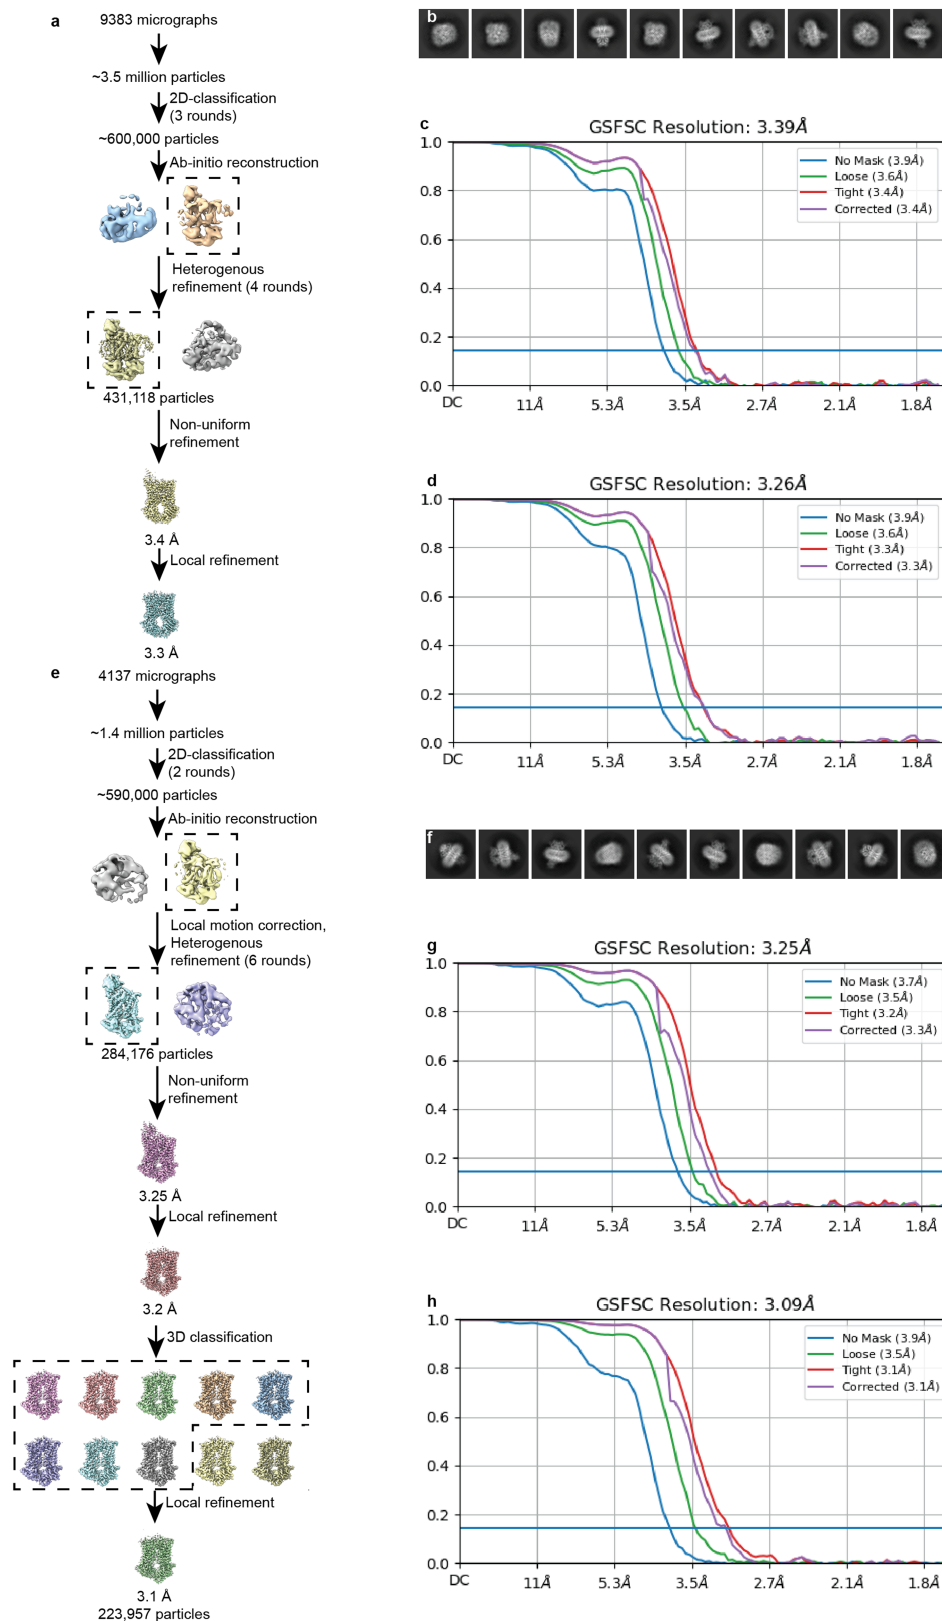 a
9383 micrographs
~3.5 million particles
2D-classification
(3 rounds)
~600,000 particles
Ab-initio reconstruction
Heterogenous
refinement (4 rounds)
431,118 particles
Non-uniform
refinement
3.4 Å
Local refinement
3.3 Å
b
c
GSFSC Resolution: 3.39Å
1.0
0.8
0.6
0.4
0.2
0.0
No Mask (3.9Å)
Loose (3.6Å)
Tight (3.4Å)
Corrected (3.4Å)
DC 11Å 5.3Å 3.5Å 2.7Å 2.1Å 1.8Å
d
GSFSC Resolution: 3.26Å
1.0
0.8
0.6
0.4
0.2
0.0
No Mask (3.9Å)
Loose (3.6Å)
Tight (3.3Å)
Corrected (3.3Å)
DC 11Å 5.3Å 3.5Å 2.7Å 2.1Å 1.8Å
e
4137 micrographs
~1.4 million particles
2D-classification
(2 rounds)
~590,000 particles
Ab-initio reconstruction
Local motion correction,
Heterogenous
refinement (6 rounds)
284,176 particles
Non-uniform
refinement
3.25 Å
Local refinement
3.2 Å
3D classification
Local refinement
3.1 Å
223,957 particles
f
g
GSFSC Resolution: 3.25Å
1.0
0.8
0.6
0.4
0.2
0.0
No Mask (3.7Å)
Loose (3.5Å)
Tight (3.2Å)
Corrected (3.3Å)
DC 11Å 5.3Å 3.5Å 2.7Å 2.1Å 1.8Å
h
GSFSC Resolution: 3.09Å
1.0
0.8
0.6
0.4
0.2
0.0
No Mask (3.9Å)
Loose (3.5Å)
Tight (3.1Å)
Corrected (3.1Å)
DC 11Å 5.3Å 3.5Å 2.7Å 2.1Å 1.8Å